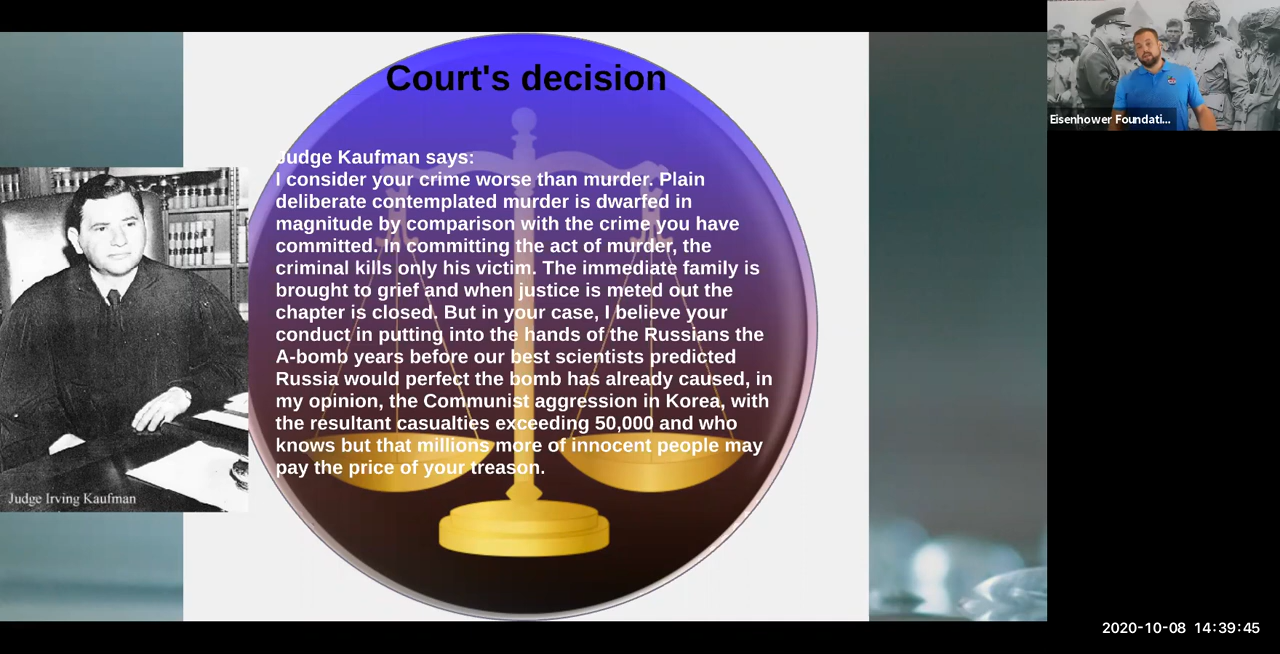 Court's decision
Judge Kaufman says:
I consider your crime worse than murder. Plain
deliberate contemplated murder is dwarfed in
magnitude by comparison with the crime you have
committed. In committing the act of murder, the
criminal kills only his victim. The immediate family is
brought to grief and when justice is meted out the
chapter is closed. But in your case, I believe your
conduct in putting into the hands of the Russians the
A-bomb years before our best scientists predicted
Russia would perfect the bomb has already caused, in
my opinion, the Communist aggression in Korea, with
the resultant casualties exceeding 50,000 and who
knows but that millions more of innocent people may
pay the price of your treason.
Judge Irving Kaufman
Eisenhower Foundati...
2020-10-08 14:39:45